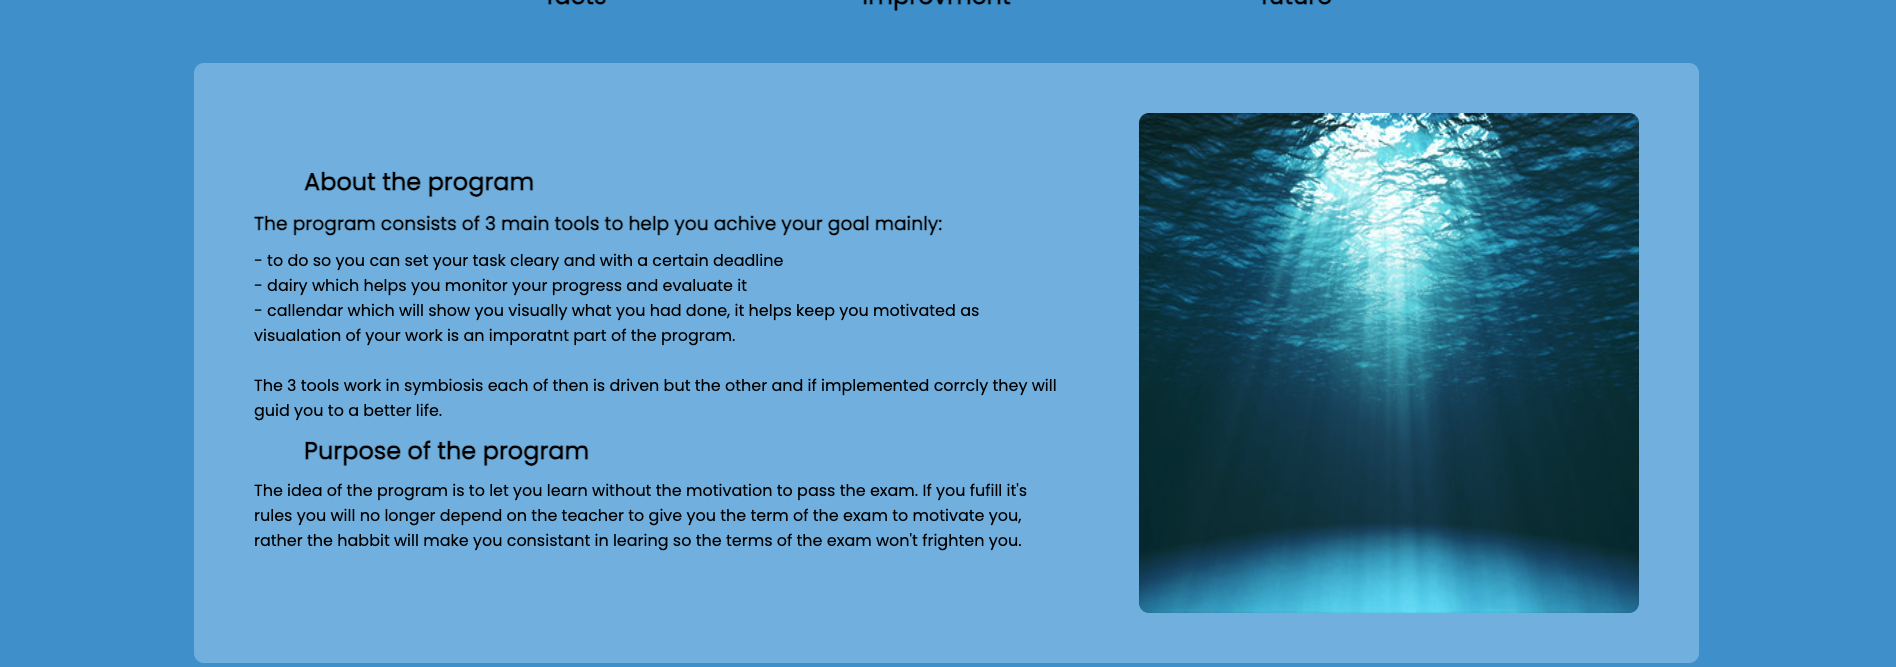 facts improvment future
About the program
The program consists of 3 main tools to help you achive your goal mainly:
- to do so you can set your task cleary and with a certain deadline
- dairy which helps you monitor your progress and evaluate it
- callendar which will show you visually what you had done, it helps keep you motivated as
visualation of your work is an imporatnt part of the program.
The 3 tools work in symbiosis each of then is driven but the other and if implemented corrcly they will
guid you to a better life.
Purpose of the program
The idea of the program is to let you learn without the motivation to pass the exam. If you fufill it's
rules you will no longer depend on the teacher to give you the term of the exam to motivate you,
rather the habbit will make you consistant in learing so the terms of the exam won't frighten you.